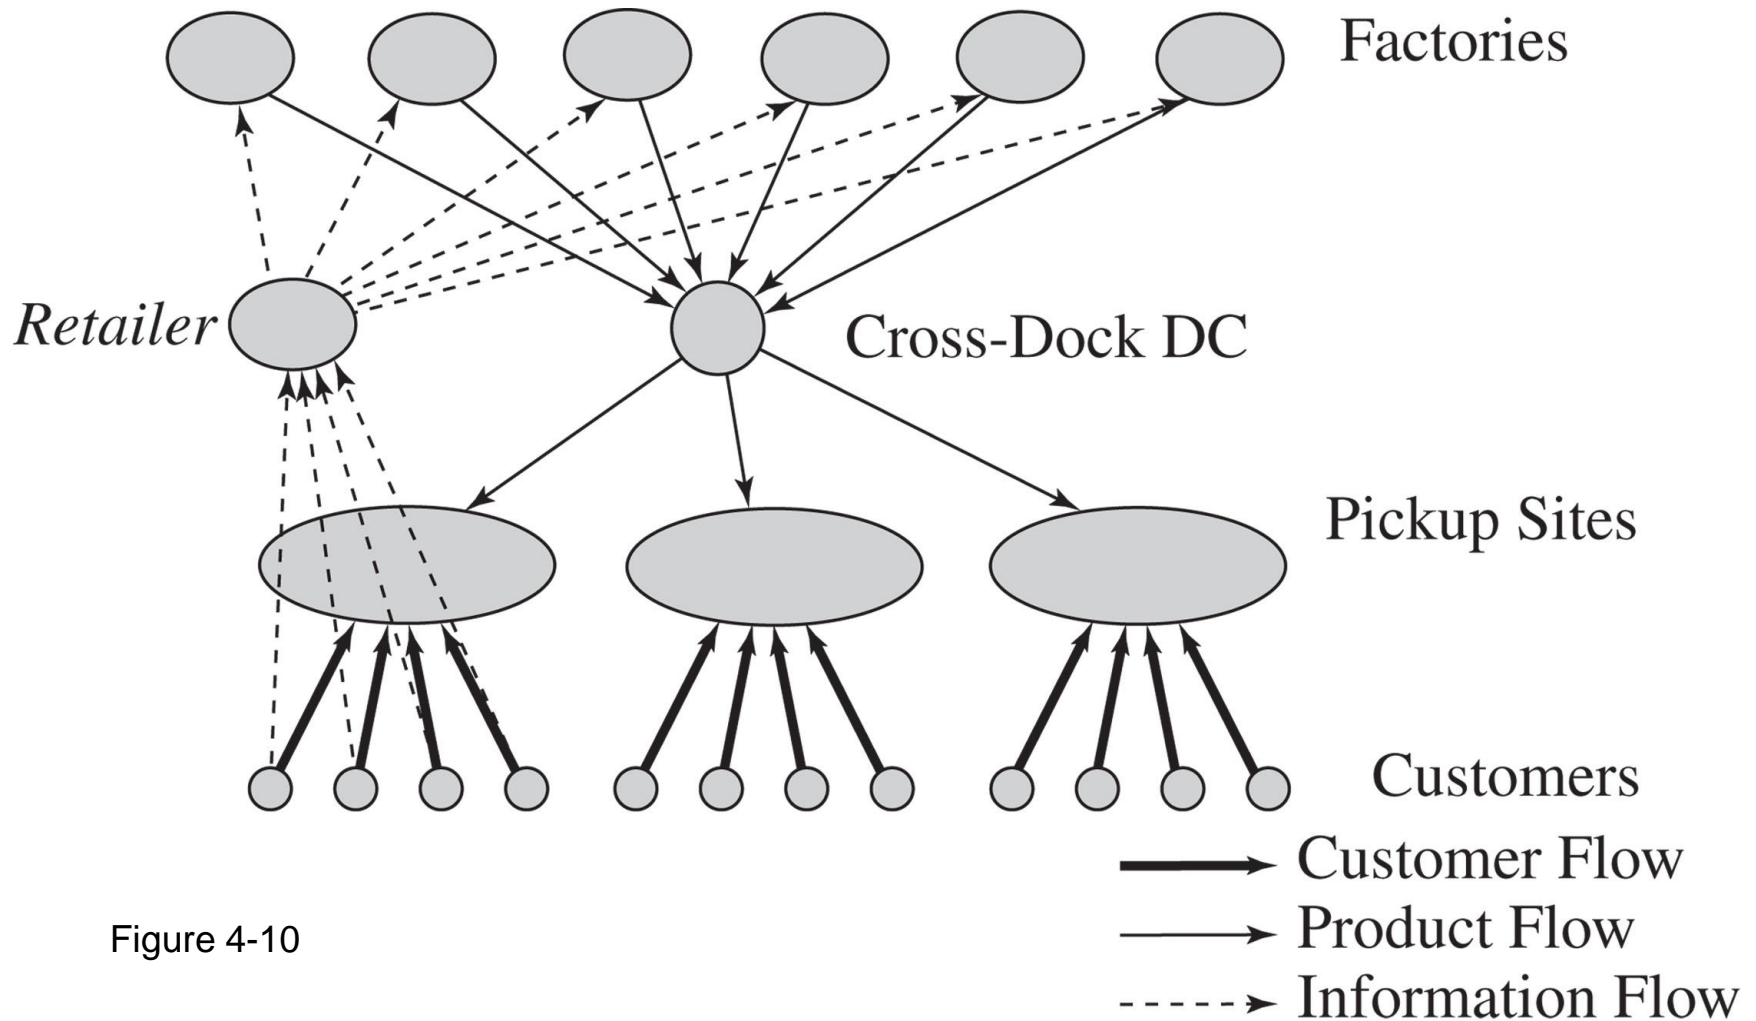 Factories
Retailer
Cross-Dock DC
Pickup Sites
Customers
Customer Flow
Product Flow
Information Flow
Figure 4-10